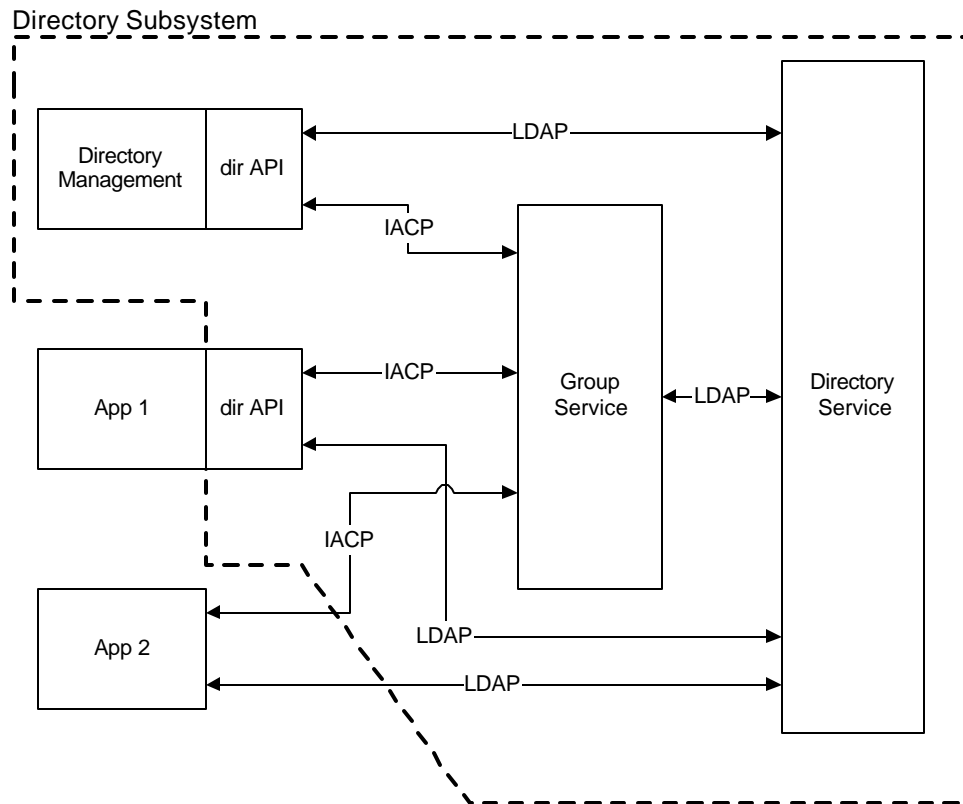 Directory Subsystem
Directory
Management
dir API
LDAP
IACP
App 1
dir API
IACP
Group
Service
LDAP
Directory
Service
IACP
App 2
LDAP
LDAP